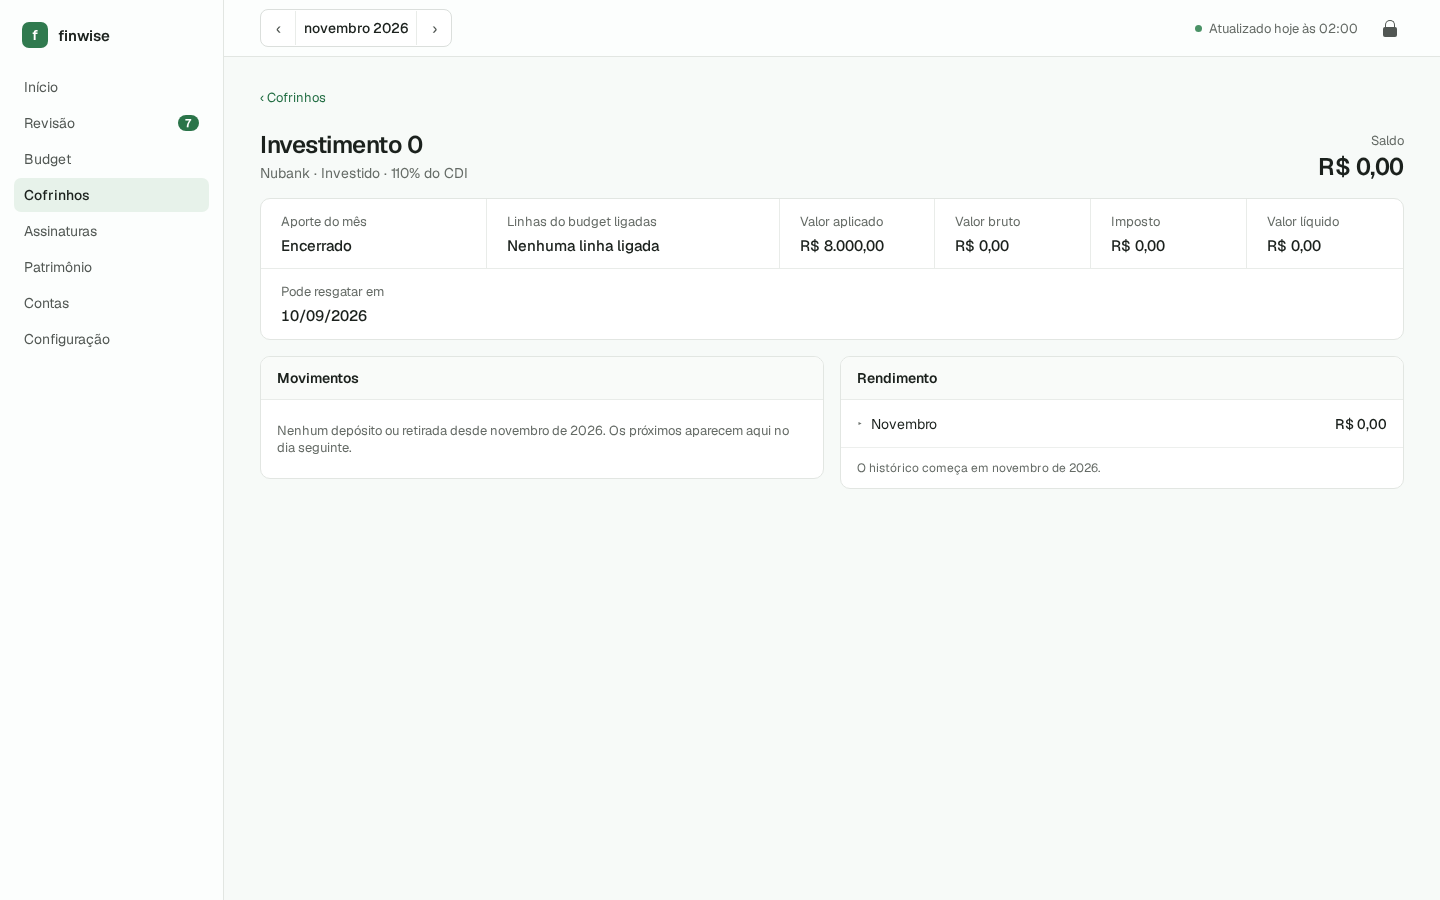 f finwise
‹ novembro 2026 ›
Atualizado hoje às 02:00
Início
Revisão 7
Budget
Cofrinhos
Assinaturas
Patrimônio
Contas
Configuração
‹ Cofrinhos
Investimento 0
Nubank · Investido · 110% do CDI
Saldo
R$ 0,00
Aporte do mês
Encerrado
Linhas do budget ligadas
Nenhuma linha ligada
Valor aplicado
R$ 8.000,00
Valor bruto
R$ 0,00
Imposto
R$ 0,00
Valor líquido
R$ 0,00
Pode resgatar em
10/09/2026
Movimentos
Nenhum depósito ou retirada desde novembro de 2026. Os próximos aparecem aqui no
dia seguinte.
Rendimento
‣ Novembro R$ 0,00
O histórico começa em novembro de 2026.